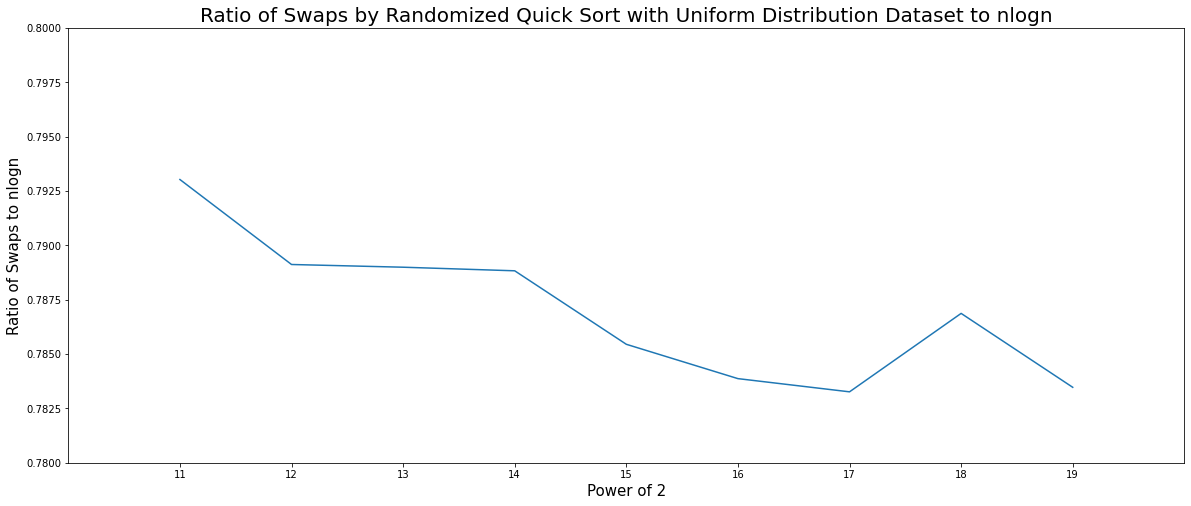 Ratio of Swaps by Randomized Quick Sort with Uniform Distribution Dataset to nlogn
0.8000
0.7975
0.7950
0.7925
0.7900
0.7875
0.7850
0.7825
0.7800
Ratio of Swaps to nlogn
11 12 13 14 15 16 17 18 19
Power of 2